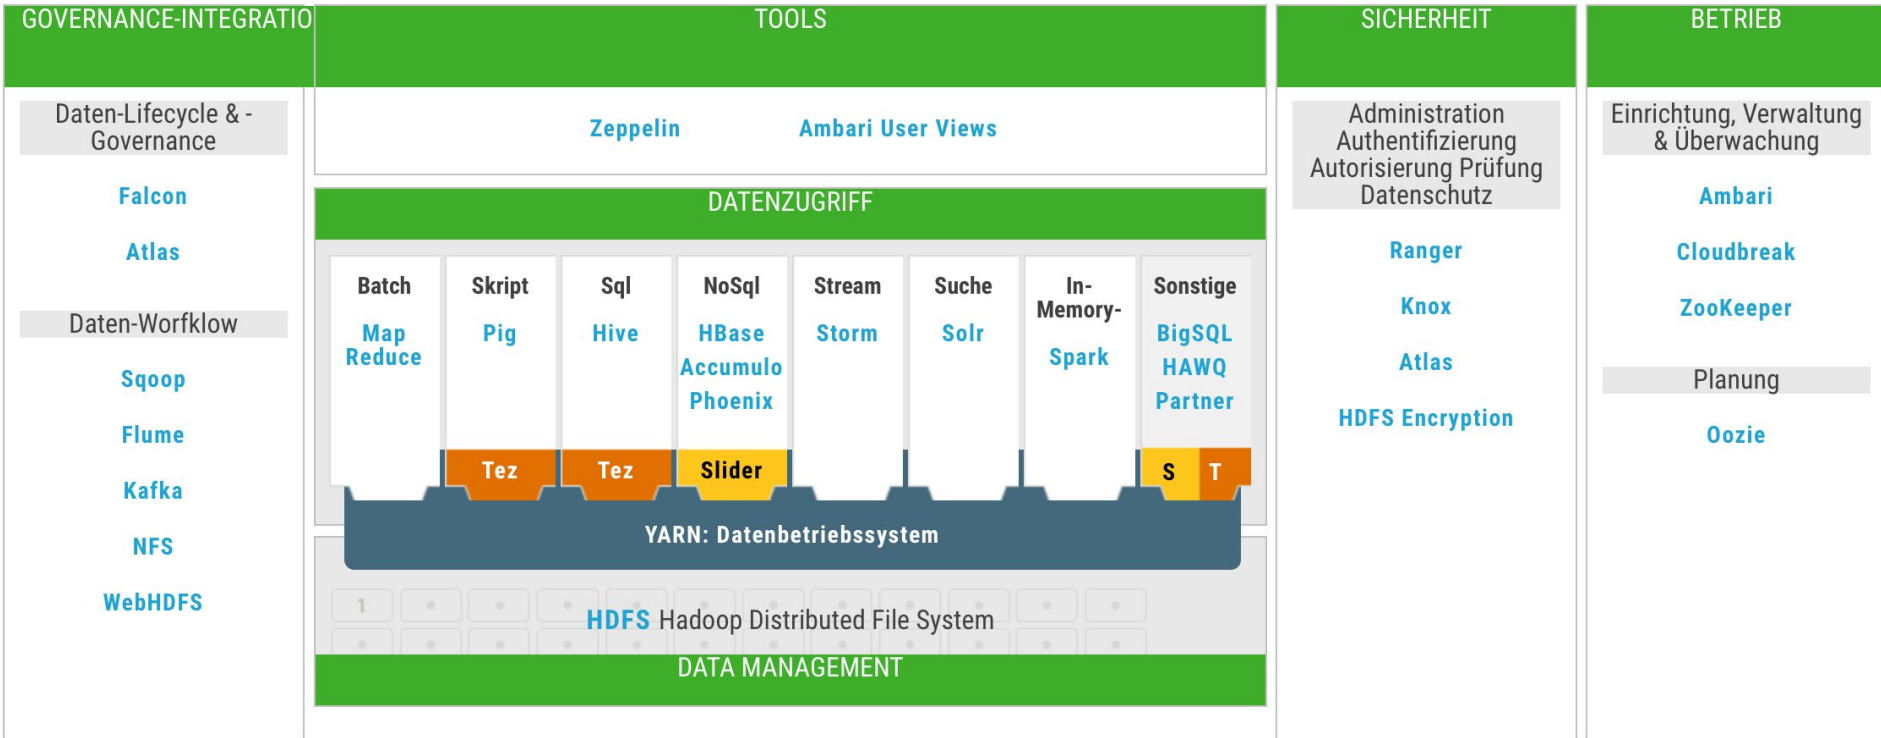 GOVERNANCE-INTEGRATIO
Daten-Lifecycle & -
Governance
Falcon
Atlas
Daten-Worfklow
Sqoop
Flume
Kafka
NFS
WebHDFS
TOOLS
Zeppelin
Ambari User Views
DATENZUGRIFF
Batch
Map
Reduce
Skript
Pig
Tez
Sql
Hive
Tez
NoSql
HBase
Accumulo
Phoenix
Slider
Stream
Storm
Suche
Solr
In-
Memory-
Spark
Sonstige
BigSQL
HAWQ
Partner
S
T
YARN: Datenbetriebssystem
1
HDFS Hadoop Distributed File System
DATA MANAGEMENT
SICHERHEIT
Administration
Authentifizierung
Autorisierung Prüfung
Datenschutz
Ranger
Knox
Atlas
HDFS Encryption
BETRIEB
Einrichtung, Verwaltung
& Überwachung
Ambari
Cloudbreak
ZooKeeper
Planung
Oozie